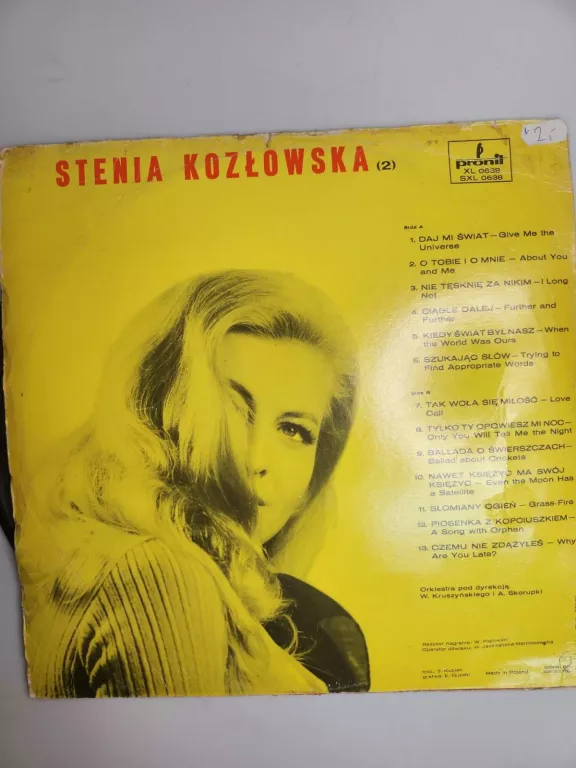 STENIA KOZŁOWSKA (2)
pronit
XL 0638
SXL 0638
2,-
Side A
1. DAJ MI ŚWIAT – Give Me the
Universe
2. O TOBIE I O MNIE – About You
and Me
3. NIE TĘSKNIĘ ZA NIKIM – I Long
Not
4. CIĄGLE DALEJ – Further and
Further
5. KIEDY ŚWIAT BYŁ NASZ – When
the World Was Ours
6. SZUKAJĄC SŁÓW – Trying to
Find Appropriate Words
Side B
7. TAK WOŁA SIĘ MIŁOŚĆ – Love
Call
8. TYLKO TY OPOWIESZ MI NOC –
Only You Will Tell Me the Night
9. BALLADA O ŚWIERSZCZACH –
Ballad about Crickets
10. NAWET KSIĘŻYC MA SWÓJ
KSIĘŻYC – Even the Moon Has
a Satellite
11. SŁOMIANY OGIEŃ – Grass-Fire
12. PIOSENKA Z KOPCIUSZKIEM –
A Song with Orphan
13. CZEMU NIE ZDĄŻYŁEŚ – Why
Are You Late?
Orkiestra pod dyrekcją
W. Kruszyńskiego i A. Skorupki
Reżyser nagrania: W.
Operator dźwięku:
Made in Poland